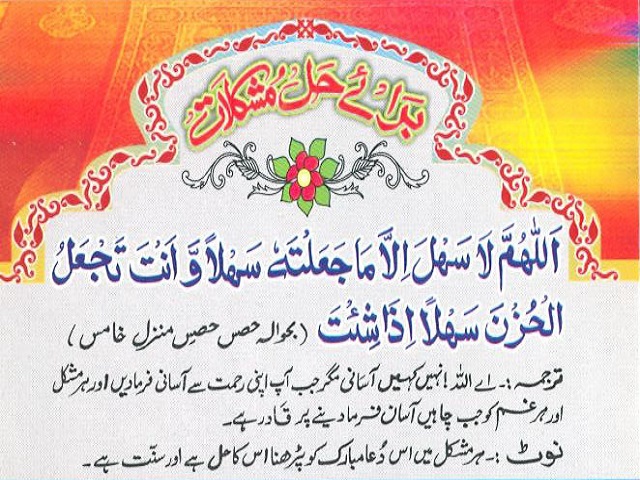 برائے حل مشکلات
اَللّٰهُمَّ لَا سَهْلَ اِلَّا مَا جَعَلْتَهٗ سَهْلًا وَّ اَنْتَ تَجْعَلُ
الْحُزْنَ سَهْلًا اِذَا شِئْتَ (بحوالہ حصن حصین منزلِ خامس)
ترجمہ:۔ اے اللہ! نہیں کہیں آسانی مگر جب آپ اپنی رحمت سے آسانی فرمادیں اور ہر مشکل
اور ہر غم کو جب چاہیں آسان فرمادینے پر قادر ہے۔
نوٹ:۔ ہر مشکل میں اس دُعا مبارک کو پڑھنا اس کا حل ہے اور سنّت ہے۔